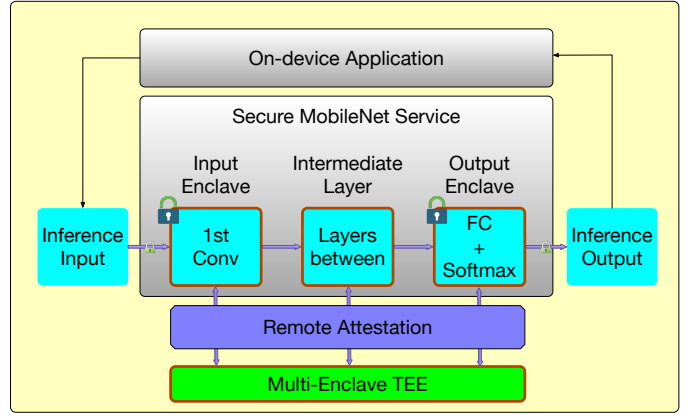 On-device Application
Secure MobileNet Service
Input
Enclave
Intermediate
Layer
Output
Enclave
Inference
Input
1st
Conv
Layers
between
FC
+
Softmax
Inference
Output
Remote Attestation
Multi-Enclave TEE